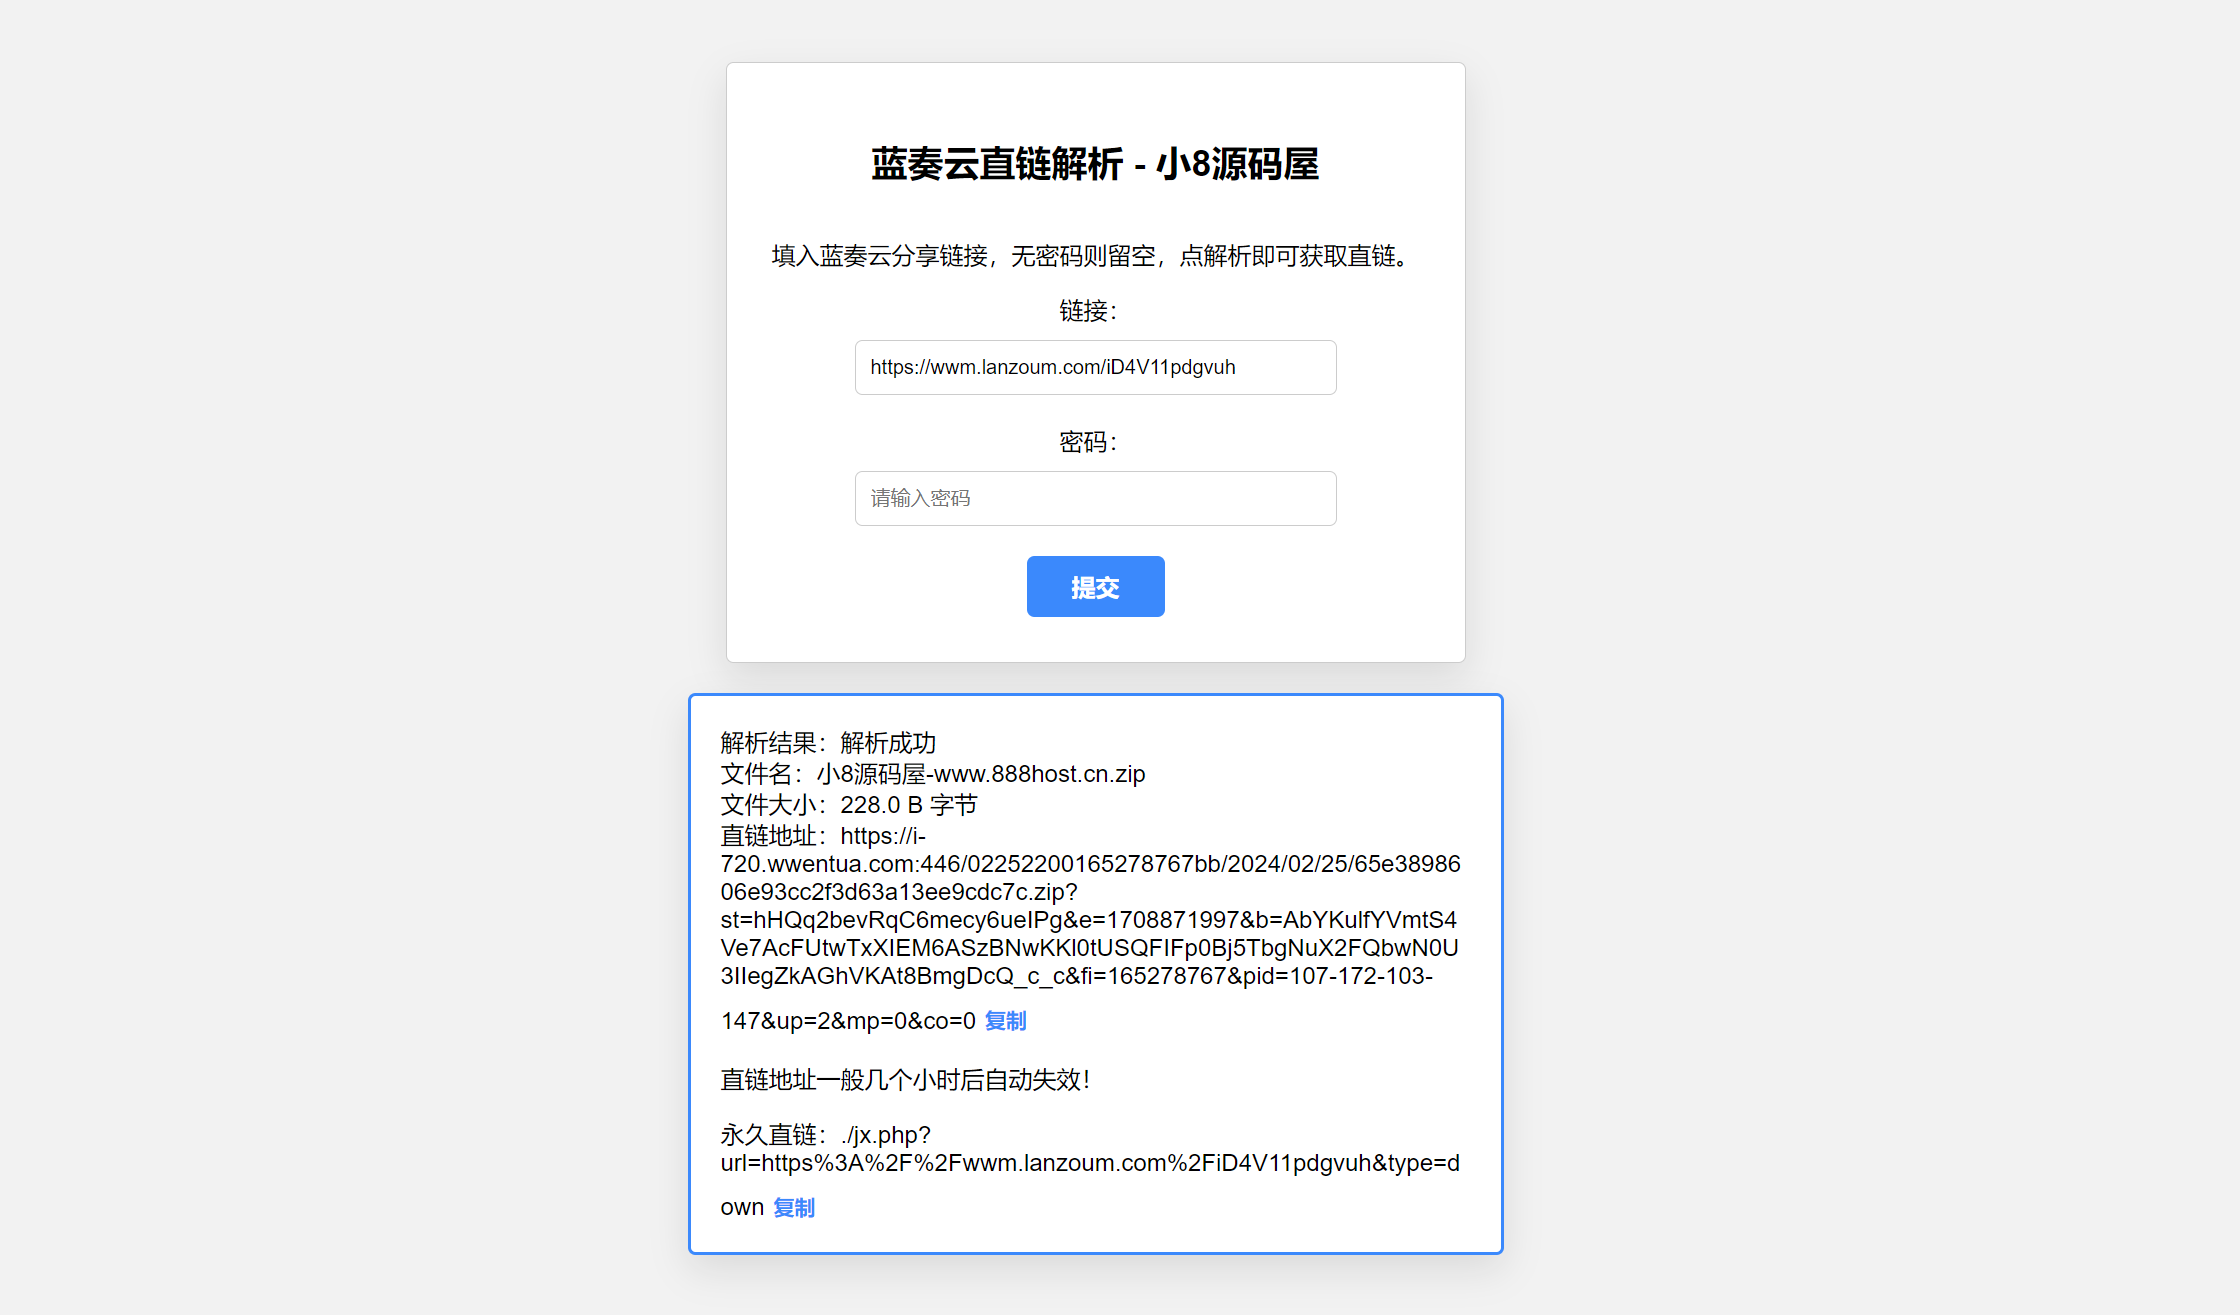 蓝奏云直链解析 - 小8源码屋
填入蓝奏云分享链接，无密码则留空，点解析即可获取直链。
链接：
https://wwm.lanzoum.com/iD4V11pdgvuh
密码：
请输入密码
提交
解析结果：解析成功
文件名：小8源码屋-www.888host.cn.zip
文件大小：228.0 B 字节
直链地址：https://i-
720.wwentua.com:446/02252200165278767bb/2024/02/25/65e3898
606e93cc2f3d63a13ee9cdc7c.zip?
st=hHQq2bevRqC6mecy6ueIPg&e=1708871997&b=AbYKulfYVmtS4
Ve7AcFUtwTxXIEM6ASzBNwKKl0tUSQFIFp0Bj5TbgNuX2FQbwN0U
3IIegZkAGhVKAt8BmgDcQ_c_c&fi=165278767&pid=107-172-103-
147&up=2&mp=0&co=0 复制
直链地址一般几个小时后自动失效！
永久直链：./jx.php?
url=https%3A%2F%2Fwwm.lanzoum.com%2FiD4V11pdgvuh&type=d
own 复制